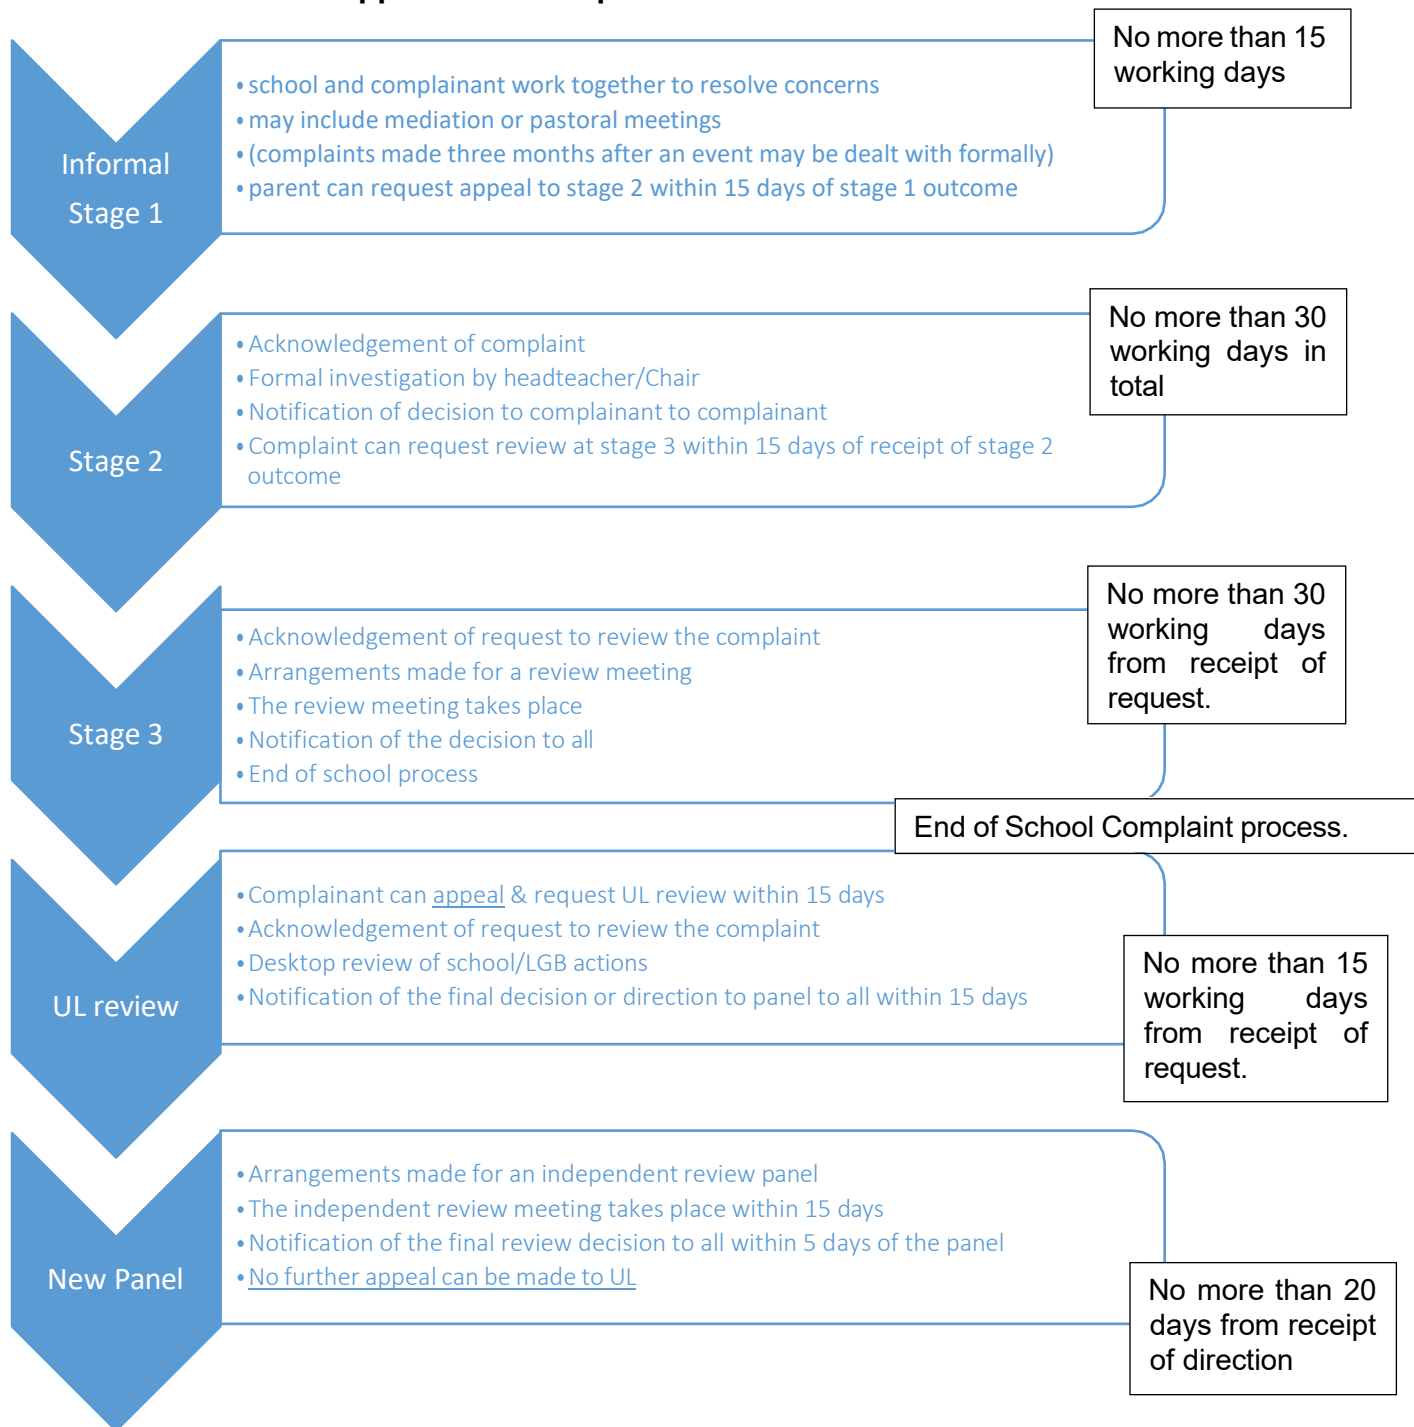 No more than 15
working days
Informal
Stage 1
• school and complainant work together to resolve concerns
• may include mediation or pastoral meetings
• (complaints made three months after an event may be dealt with formally)
• parent can request appeal to stage 2 within 15 days of stage 1 outcome
No more than 30
working days in
total
Stage 2
• Acknowledgement of complaint
• Formal investigation by headteacher/Chair
• Notification of decision to complainant to complainant
• Complaint can request review at stage 3 within 15 days of receipt of stage 2
outcome
No more than 30
working days
from receipt of
request.
Stage 3
• Acknowledgement of request to review the complaint
• Arrangements made for a review meeting
• The review meeting takes place
• Notification of the decision to all
• End of school process
End of School Complaint process.
UL review
• Complainant can appeal & request UL review within 15 days
• Acknowledgement of request to review the complaint
• Desktop review of school/LGB actions
• Notification of the final decision or direction to panel to all within 15 days
No more than 15
working days
from receipt of
request.
New Panel
• Arrangements made for an independent review panel
• The independent review meeting takes place within 15 days
• Notification of the final review decision to all within 5 days of the panel
• No further appeal can be made to UL
No more than 20
days from receipt
of direction